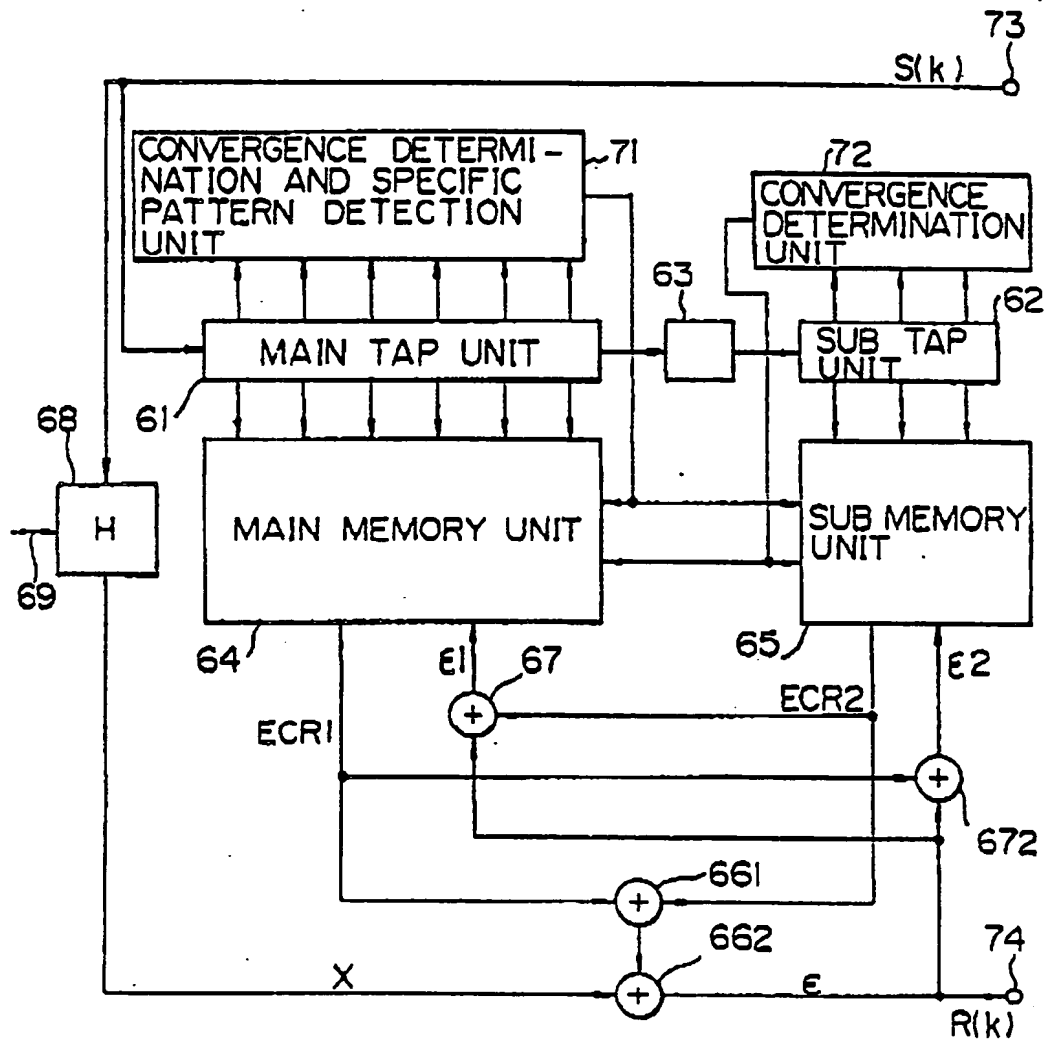 73
S(k)
CONVERGENCE DETERMI-
NATION AND SPECIFIC
PATTERN DETECTION
UNIT
71
72
CONVERGENCE
DETERMINATION
UNIT
63
62
MAIN TAP UNIT
SUB TAP
UNIT
61
68
H
69
MAIN MEMORY UNIT
SUB MEMORY
UNIT
64
65
ε1
67
ECR2
ε2
ECR1
+
+
672
661
+
662
74
X
+
ε
R(k)